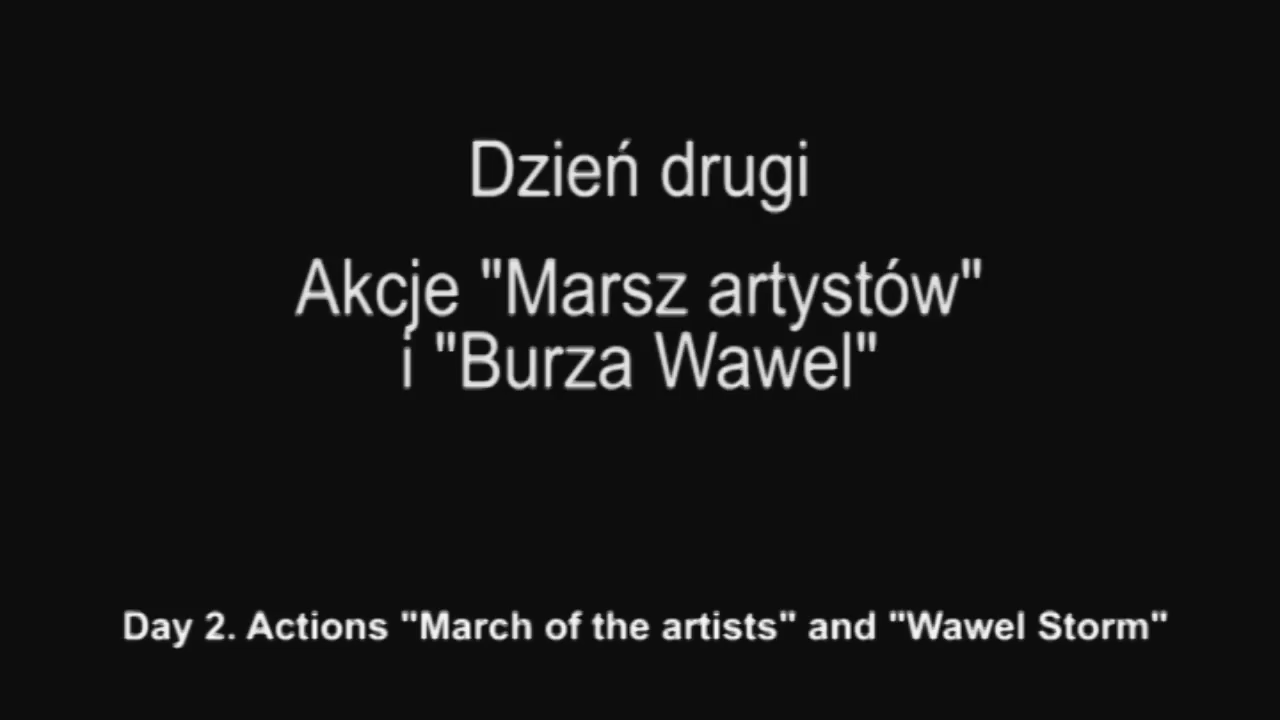 Dzień drugi
Akcje "Marsz artystów"
i "Burza Wawel"
Day 2. Actions "March of the artists" and "Wawel Storm"